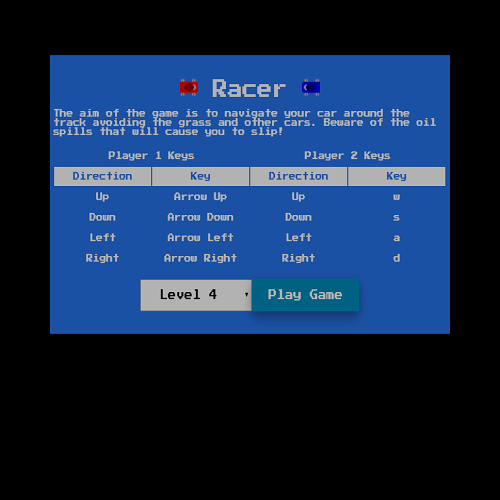 Racer
The aim of the game is to navigate your car around the
track avoiding the grass and other cars. Beware of the oil
spills that will cause you to slip!
Player 1 Keys Player 2 Keys
Direction Key Direction Key
Up Arrow Up Up w
Down Arrow Down Down s
Left Arrow Left Left a
Right Arrow Right Right d
Level 4 Play Game